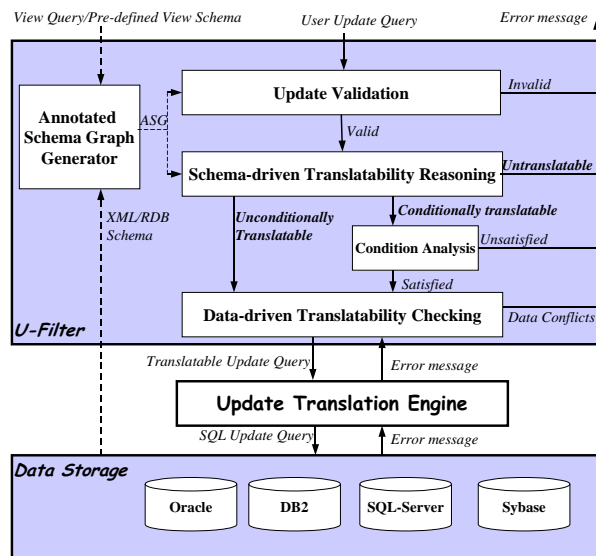 View Query/Pre-defined View Schema
User Update Query
Error message
Update Validation
Invalid
Annotated
Schema Graph
Generator
ASG
Valid
Schema-driven Translatability Reasoning
Untranslatable
XML/RDB
Schema
Unconditionally
Translatable
Conditionally translatable
Condition Analysis
Unsatisfied
Satisfied
Data-driven Translatability Checking
Data Conflicts
U-Filter
Translatable Update Query
Error message
Update Translation Engine
SQL Update Query
Error message
Data Storage
Oracle
DB2
SQL-Server
Sybase